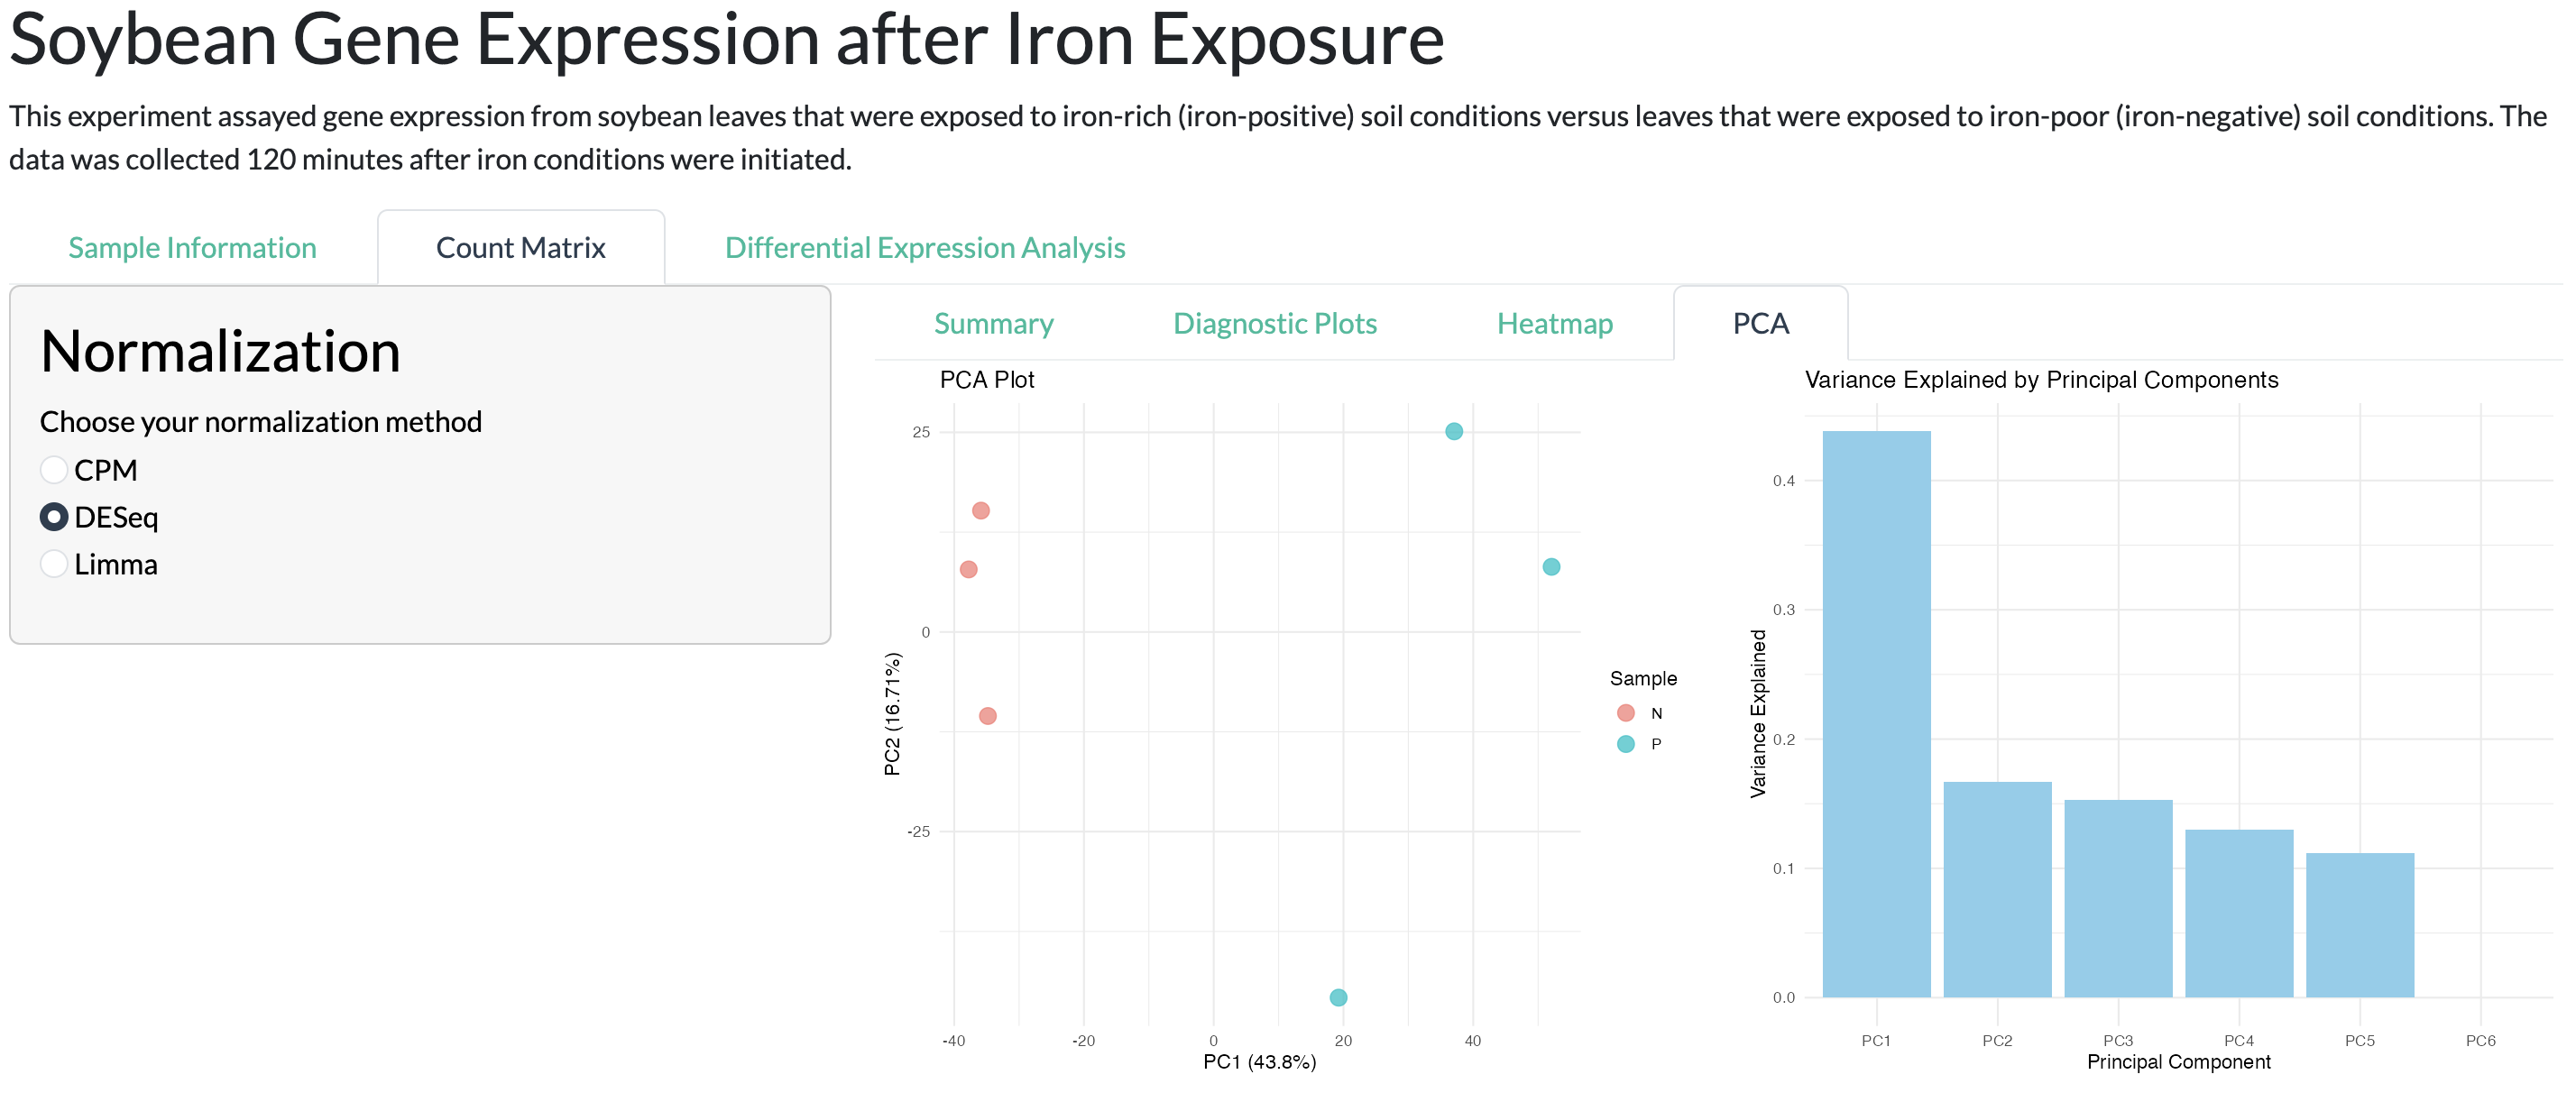 Soybean Gene Expression after Iron Exposure
This experiment assayed gene expression from soybean leaves that were exposed to iron-rich (iron-positive) soil conditions versus leaves that were exposed to iron-poor (iron-negative) soil conditions. The
data was collected 120 minutes after iron conditions were initiated.
Sample Information
Count Matrix
Differential Expression Analysis
Normalization
Choose your normalization method
CPM
DESeq
Limma
Summary
Diagnostic Plots
Heatmap
PCA
PCA Plot
25
0
-25
PC2 (16.71%)
-40
-20
0
20
40
PC1 (43.8%)
Sample
N
P
Variance Explained by Principal Components
0.4
0.3
0.2
0.1
0.0
Variance Explained
PC1
PC2
PC3
PC4
PC5
PC6
Principal Component